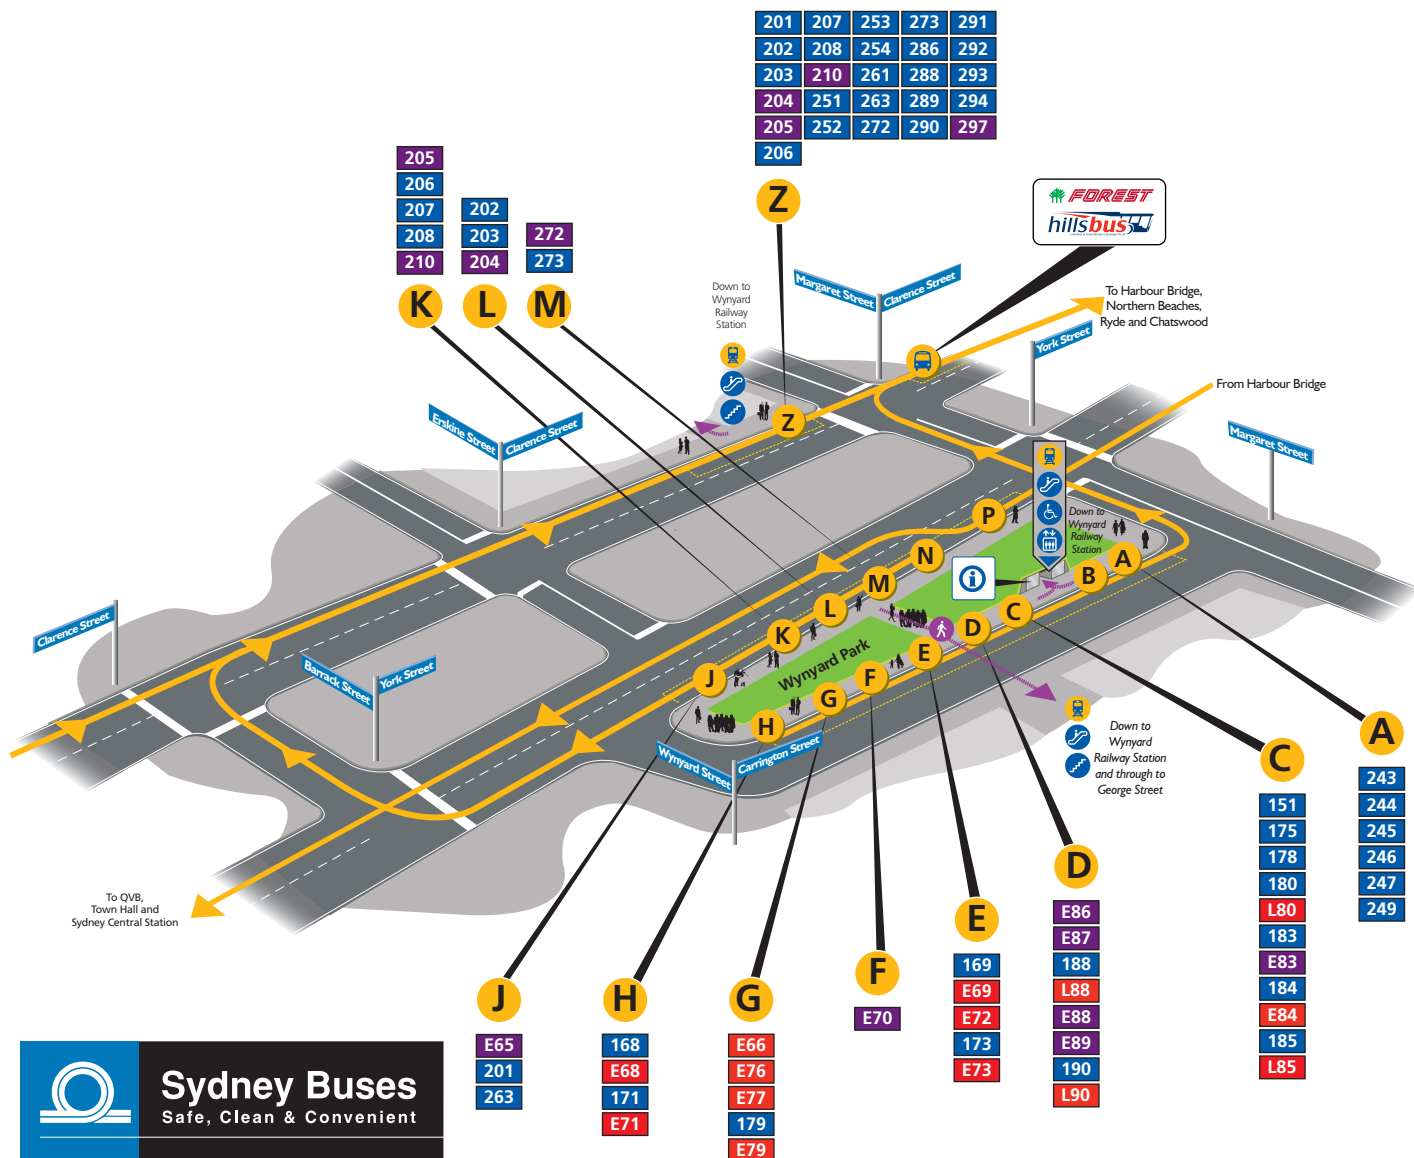 201 207 253 273 291
202 208 254 286 292
203 210 261 288 293
204 251 263 289 294
205 252 272 290 297
206
Z
205
206
207
208
210
K
202
203
204
L
272
273
M
FOREST
hillsbus
Down to
Wynyard
Railway
Station
Margaret Street
Clarence Street
To Harbour Bridge,
Northern Beaches,
Ryde and Chatswood
York Street
From Harbour Bridge
Erskine Street
Clarence Street
Z
Margaret Street
Down to
Wynyard
Railway
Station
P
N
M
L
K
J
A
B
C
D
E
F
G
H
i
Wynyard Park
Clarence Street
Barrack Street
York Street
Wynyard Street
Carrington Street
Down to
Wynyard
Railway Station
and through to
George Street
To QVB,
Town Hall and
Sydney Central Station
A
243
244
245
246
247
249
C
151
175
178
180
L80
183
E83
184
E84
185
L85
D
E86
E87
188
L88
E88
E89
190
L90
E
169
E69
E72
173
E73
F
E70
G
E66
E76
E77
179
E79
H
168
E68
171
E71
J
E65
201
263
Sydney Buses
Safe, Clean & Convenient